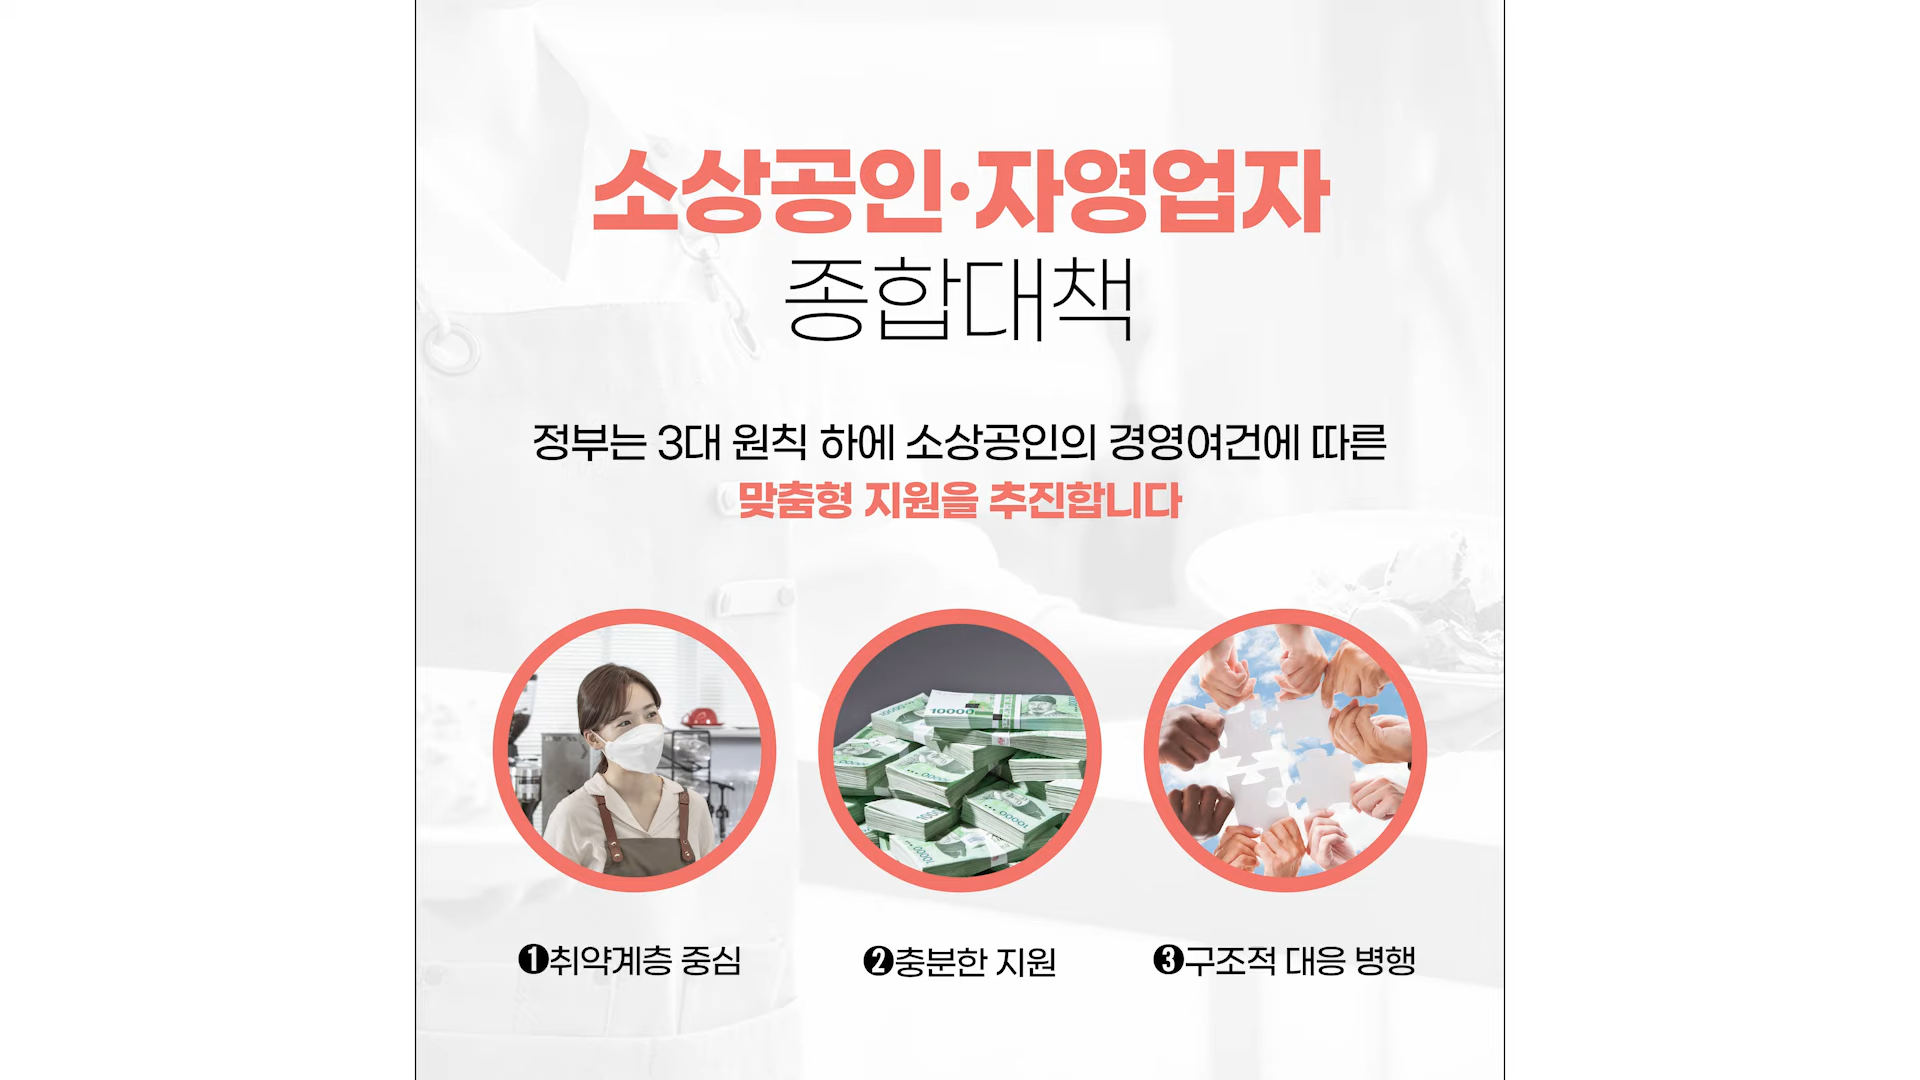 소상공인·자영업자
종합대책
정부는 3대 원칙 하에 소상공인의 경영여건에 따른
맞춤형 지원을 추진합니다
10000
❶취약계층 중심
❷충분한 지원
❸구조적 대응 병행